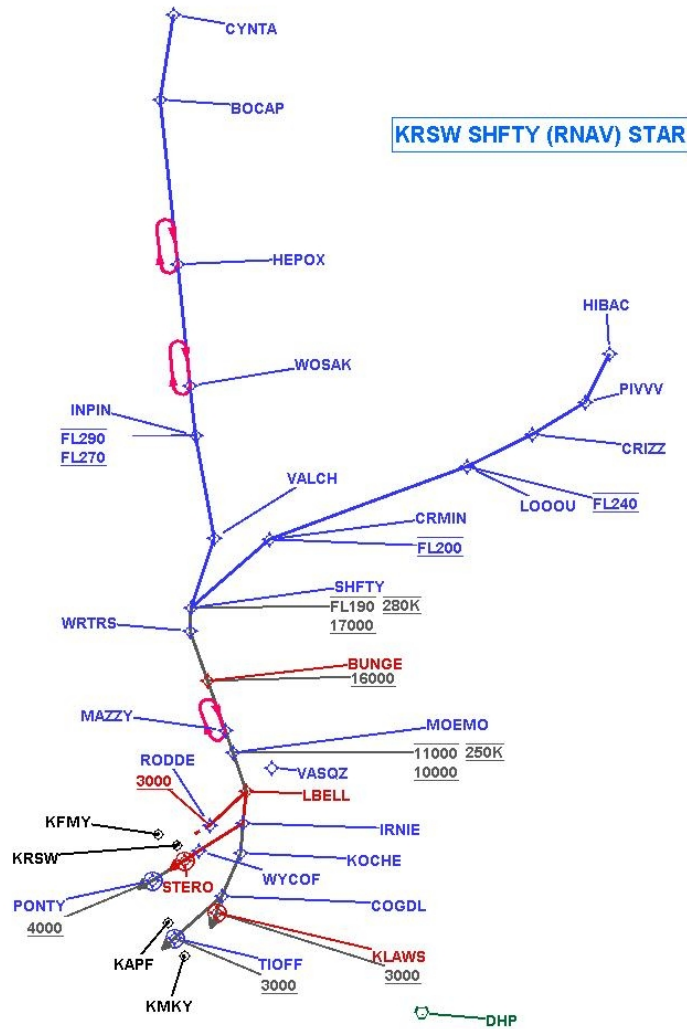 CYNTA
BOCAP
KRSW SHFTY (RNAV) STAR
HEPOX
HIBAC
WOSAK
PIVVV
INPIN
FL290
FL270
CRIZZ
VALCH
LOOOU
FL240
CRMIN
FL200
SHFTY
FL190 280K
17000
WRTRS
BUNGE
16000
MAZZY
MOEMO
11000 250K
10000
RODDE
3000
VASQZ
LBELL
KFMY
IRNIE
KRSW
WYCOF
KOCHE
STERO
PONTY
4000
COGDL
KAPF
TIOFF
3000
KLAWS
3000
KMKY
DHP